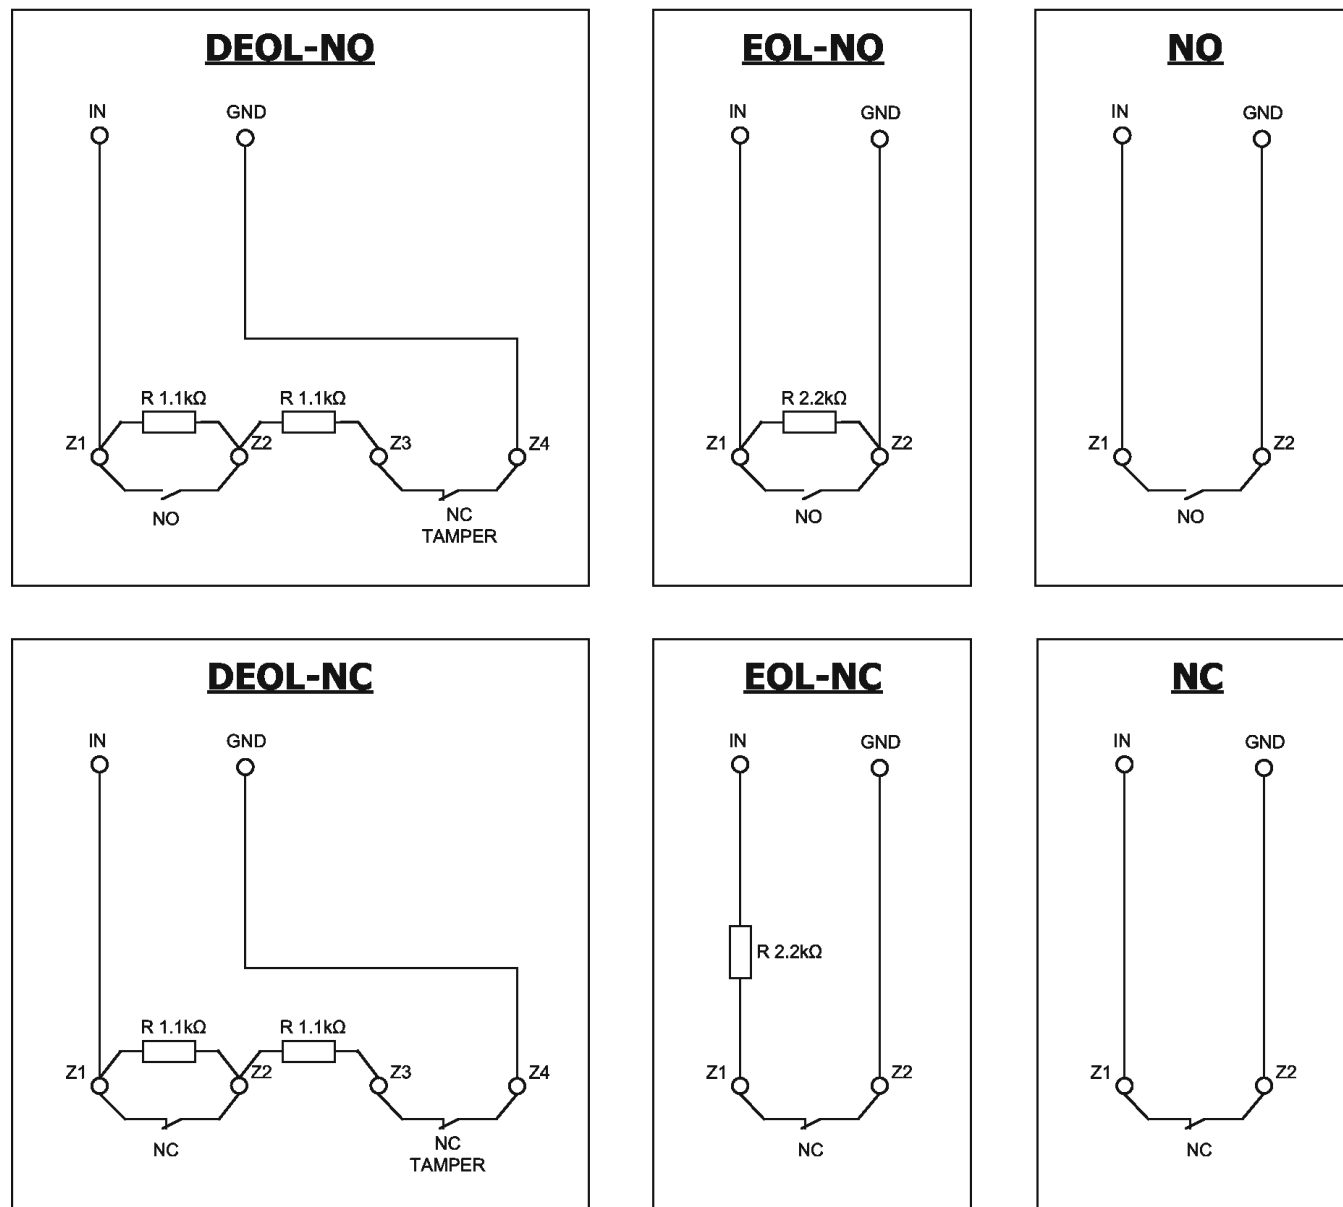 DEOL-NO
IN
GND
R 1.1kΩ
R 1.1kΩ
Z1
Z2
Z3
Z4
NO
NC
TAMPER
EOL-NO
IN
GND
R 2.2kΩ
Z1
Z2
NO
NO
IN
GND
Z1
Z2
NO
DEOL-NC
IN
GND
R 1.1kΩ
R 1.1kΩ
Z1
Z2
Z3
Z4
NC
NC
TAMPER
EOL-NC
IN
GND
R 2.2kΩ
Z1
Z2
NC
NC
IN
GND
Z1
Z2
NC